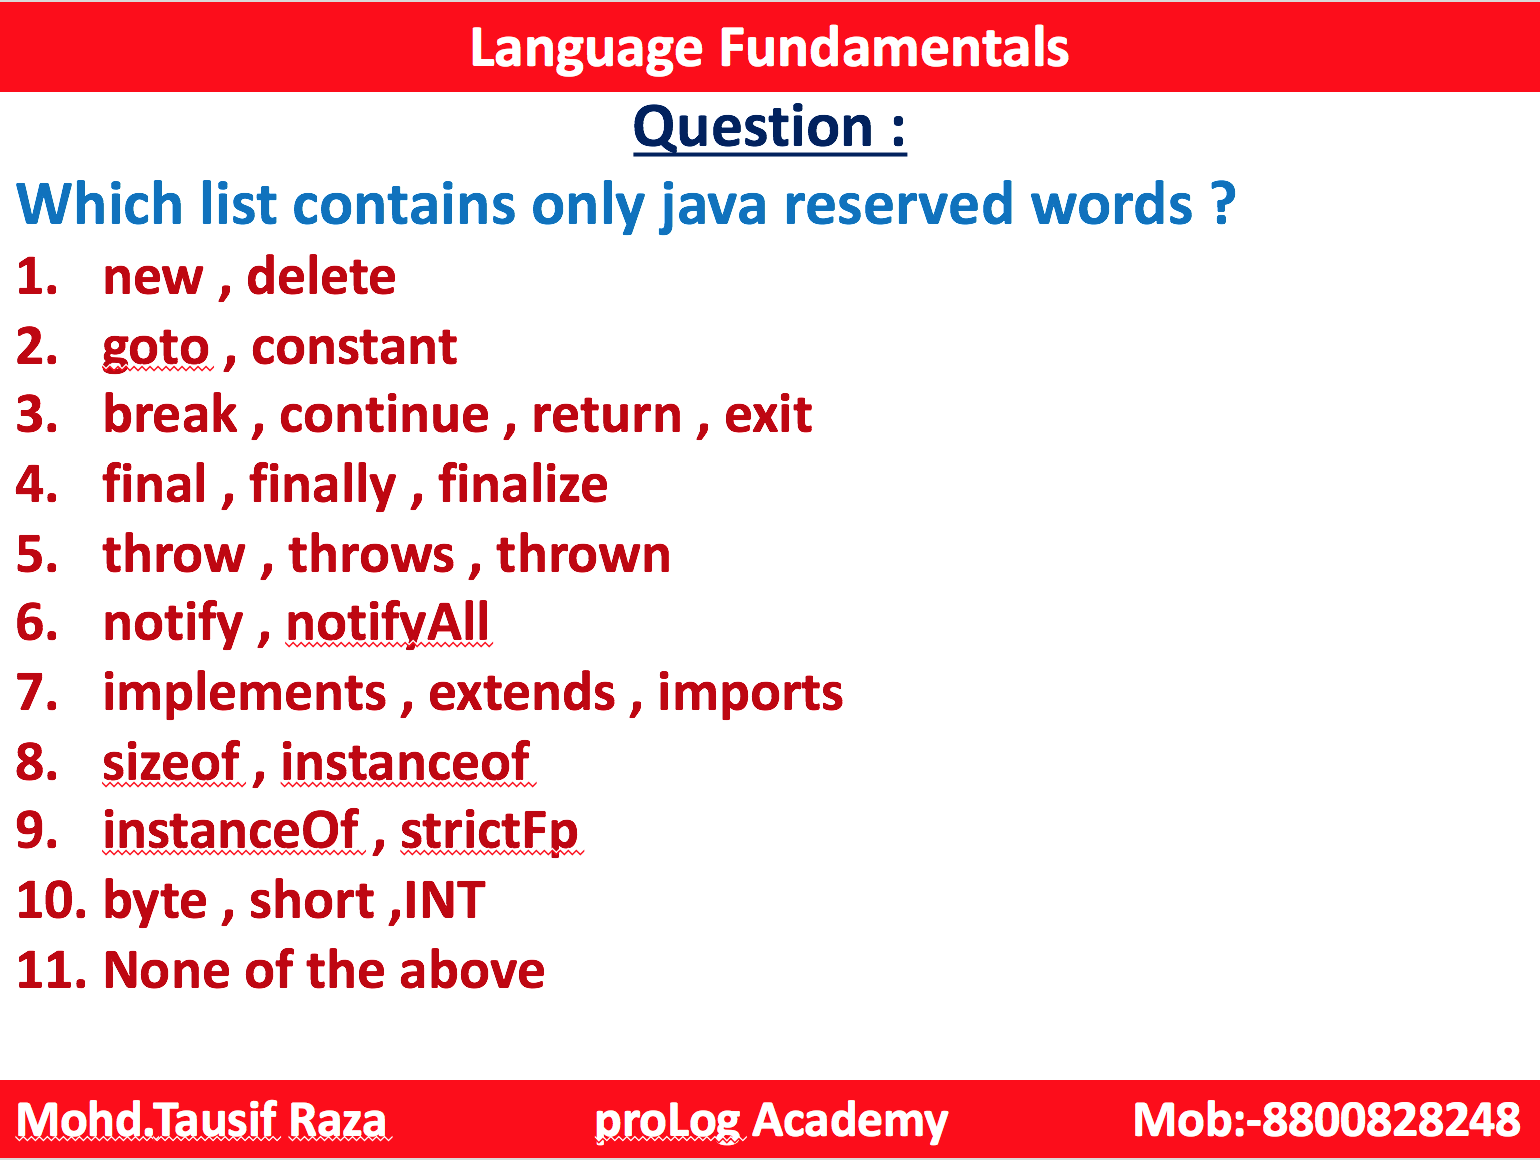 Language Fundamentals
Question :
Which list contains only java reserved words ?
1. new , delete
2. goto , constant
3. break , continue , return , exit
4. final , finally , finalize
5. throw , throws , thrown
6. notify , notifyAll
7. implements , extends , imports
8. sizeof , instanceof
9. instanceOf , strictFp
10. byte , short ,INT
11. None of the above
Mohd.Tausif Raza proLog Academy Mob:-8800828248